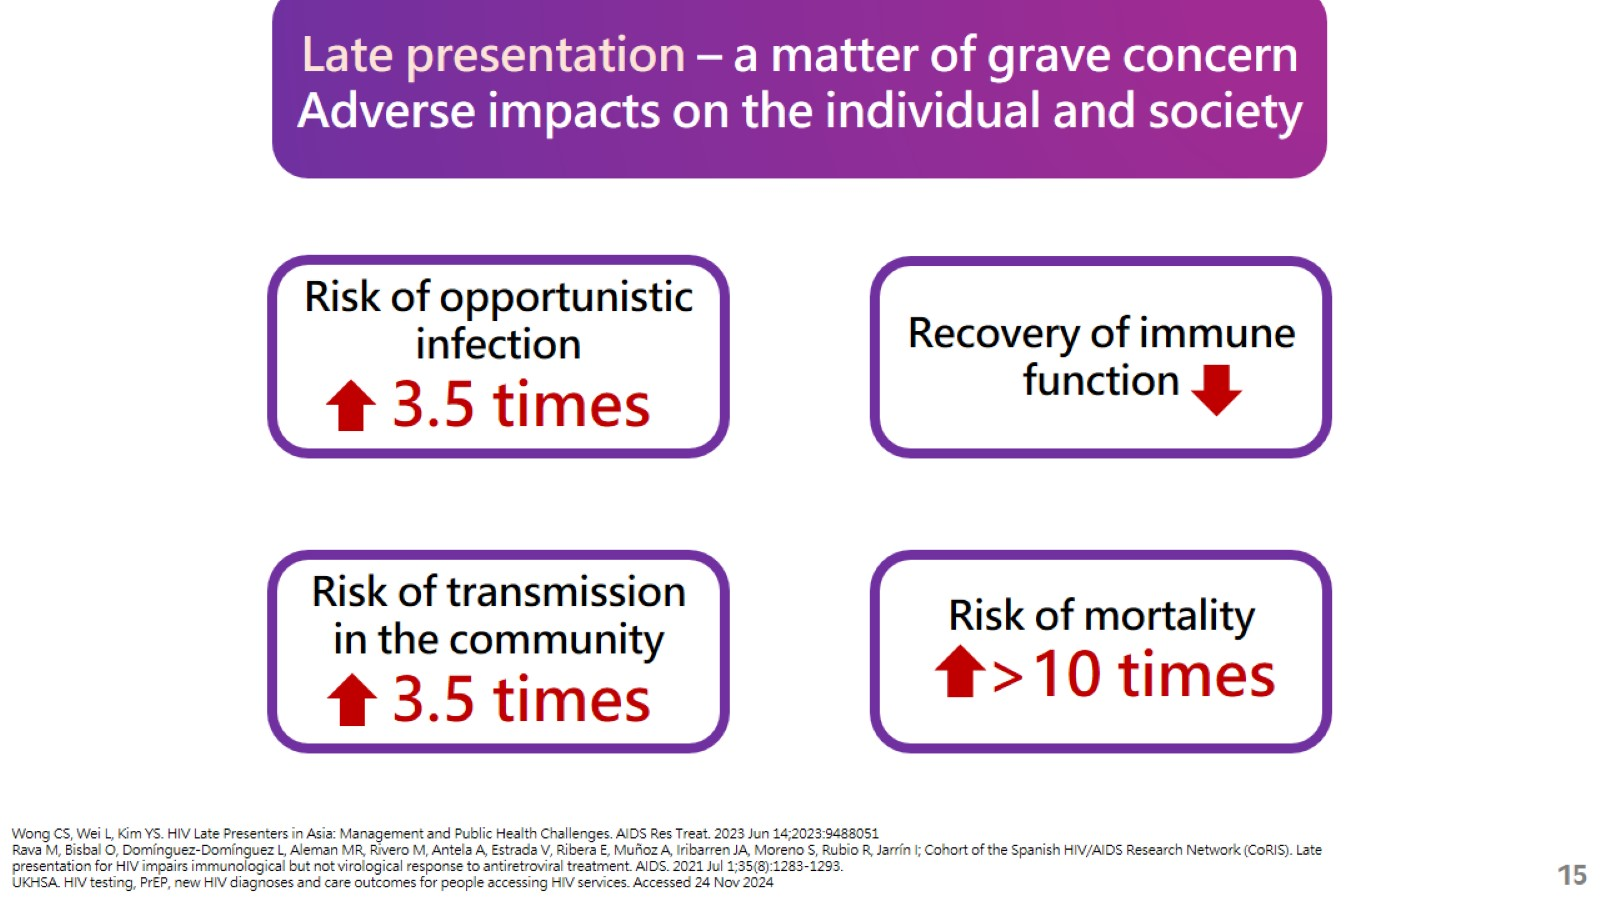 Late presentation – a matter of grave concern
Adverse impacts on the individual and society
Risk of opportunistic
infection
3.5 times
Recovery of immune
function
Risk of transmission
in the community
3.5 times
Risk of mortality
>10 times
Wong CS, Wei L, Kim YS. HIV Late Presenters in Asia: Management and Public Health Challenges. AIDS Res Treat. 2023 Jun 14;2023:9488051
Rava M, Bisbal O, Domínguez-Domínguez L, Aleman MR, Rivero M, Antela A, Estrada V, Ribera E, Muñoz A, Iribarren JA, Moreno S, Rubio R, Jarrín I; Cohort of the Spanish HIV/AIDS Research Network (CoRIS). Late
presentation for HIV impairs immunological but not virological response to antiretroviral treatment. AIDS. 2021 Jul 1;35(8):1283-1293.
UKHSA. HIV testing, PrEP, new HIV diagnoses and care outcomes for people accessing HIV services. Accessed 24 Nov 2024
15